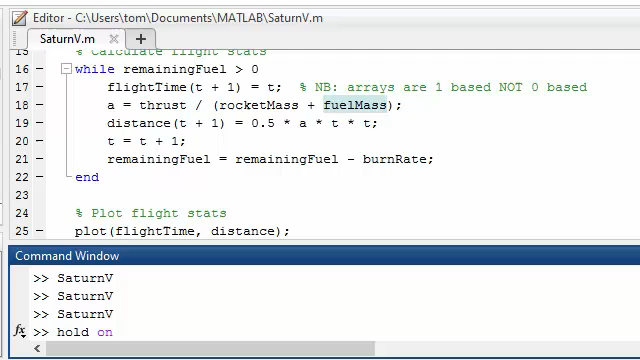 Editor - C:\Users\tom\Documents\MATLAB\SaturnV.m
SaturnV.m × +
15 % Calculate flight stats
16 − while remainingFuel > 0
17 − flightTime(t + 1) = t; % NB: arrays are 1 based NOT 0 based
18 − a = thrust / (rocketMass + fuelMass);
19 − distance(t + 1) = 0.5 * a * t * t;
20 − t = t + 1;
21 − remainingFuel = remainingFuel - burnRate;
22 − end
23
24 % Plot flight stats
25 − plot(flightTime, distance);
Command Window
>> SaturnV
>> SaturnV
>> SaturnV
fx >> hold on